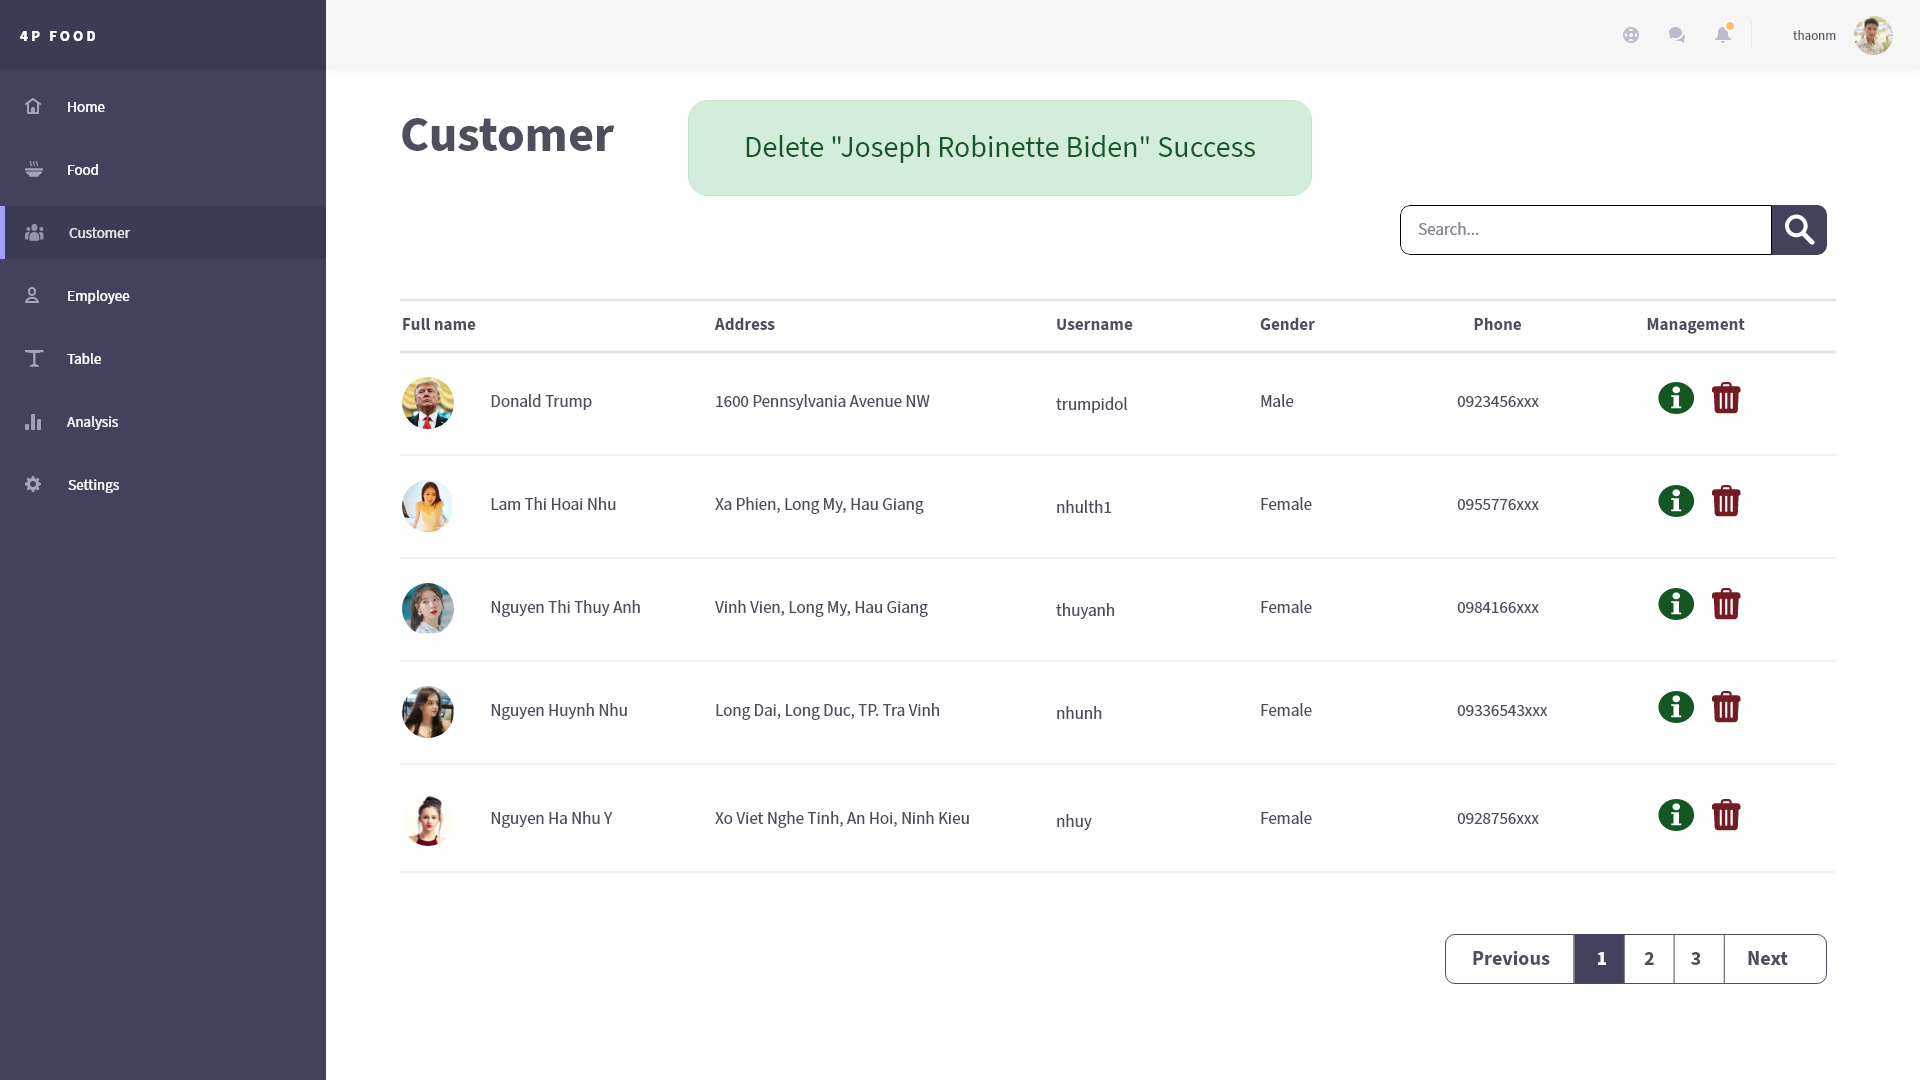 4P FOOD
thaonm
Home
Food
Customer
Employee
Table
Analysis
Settings
Customer
Delete "Joseph Robinette Biden" Success
Search...
Full name Address Username Gender Phone Management
Donald Trump 1600 Pennsylvania Avenue NW trumpidol Male 0923456xxx
Lam Thi Hoai Nhu Xa Phien, Long My, Hau Giang nhulth1 Female 0955776xxx
Nguyen Thi Thuy Anh Vinh Vien, Long My, Hau Giang thuyanh Female 0984166xxx
Nguyen Huynh Nhu Long Dai, Long Duc, TP. Tra Vinh nhunh Female 09336543xxx
Nguyen Ha Nhu Y Xo Viet Nghe Tinh, An Hoi, Ninh Kieu nhuy Female 0928756xxx
Previous 1 2 3 Next